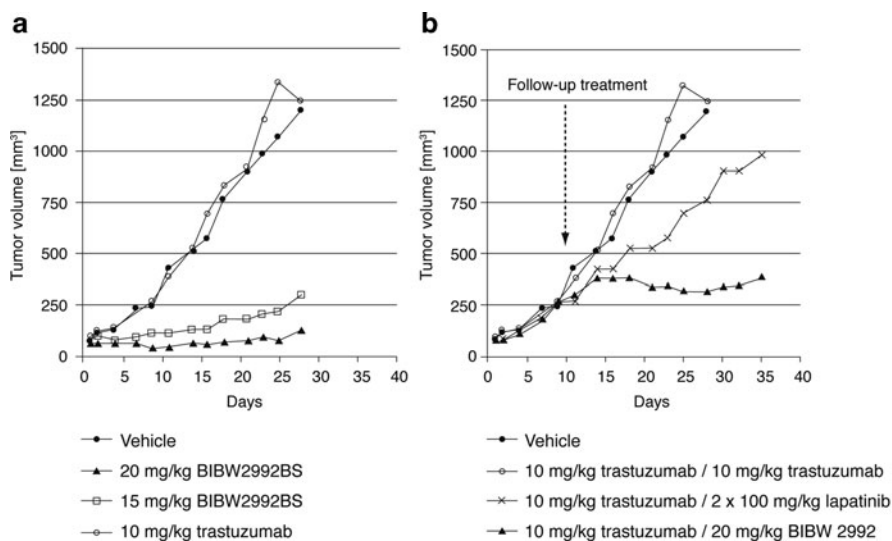 a
1500
1250
1000
750
500
250
0
Tumor volume [mm³]
0 5 10 15 20 25 30 35 40
Days
Vehicle
20 mg/kg BIBW2992BS
15 mg/kg BIBW2992BS
10 mg/kg trastuzumab
b
1500
1250
1000
750
500
250
0
Tumor volume [mm³]
Follow-up treatment
0 5 10 15 20 25 30 35 40
Days
Vehicle
10 mg/kg trastuzumab / 10 mg/kg trastuzumab
10 mg/kg trastuzumab / 2 x 100 mg/kg lapatinib
10 mg/kg trastuzumab / 20 mg/kg BIBW 2992